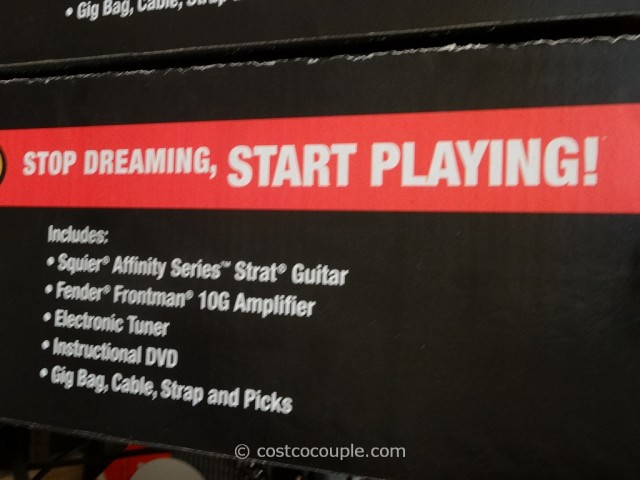 • Gig Bag, Cable, Strap
STOP DREAMING, START PLAYING!
Includes:
• Squier® Affinity Series™ Strat® Guitar
• Fender® Frontman® 10G Amplifier
• Electronic Tuner
• Instructional DVD
• Gig Bag, Cable, Strap and Picks
© costcocouple.com